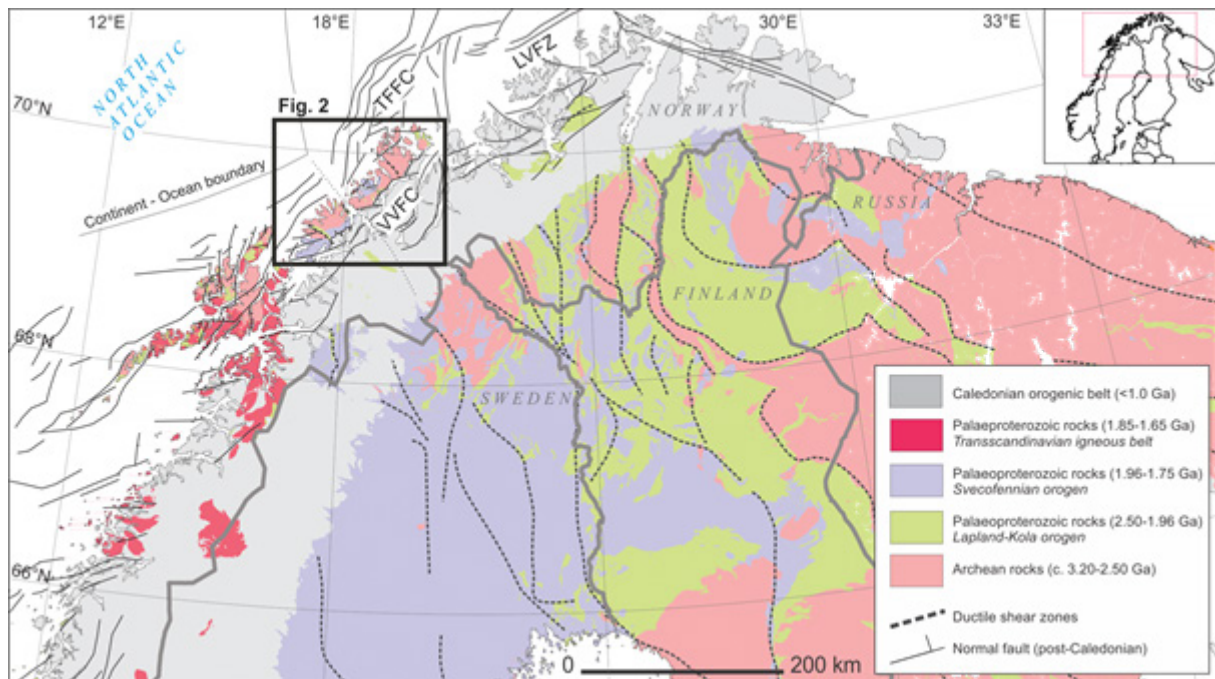 12°E
18°E
30°E
33°E
NORTH
ATLANTIC
OCEAN
70°N
Fig. 2
TFFC
LVFZ
NORWAY
Continent - Ocean boundary
VVFC
RUSSIA
FINLAND
68°N
SWEDEN
66°N
Caledonian orogenic belt (<1.0 Ga)
Palaeproterozoic rocks (1.85-1.65 Ga)
Transscandinavian igneous belt
Palaeoproterozoic rocks (1.96-1.75 Ga)
Svecofennian orogen
Palaeoproterozoic rocks (2.50-1.96 Ga)
Lapland-Kola orogen
Archean rocks (c. 3.20-2.50 Ga)
Ductile shear zones
Normal fault (post-Caledonian)
0 200 km